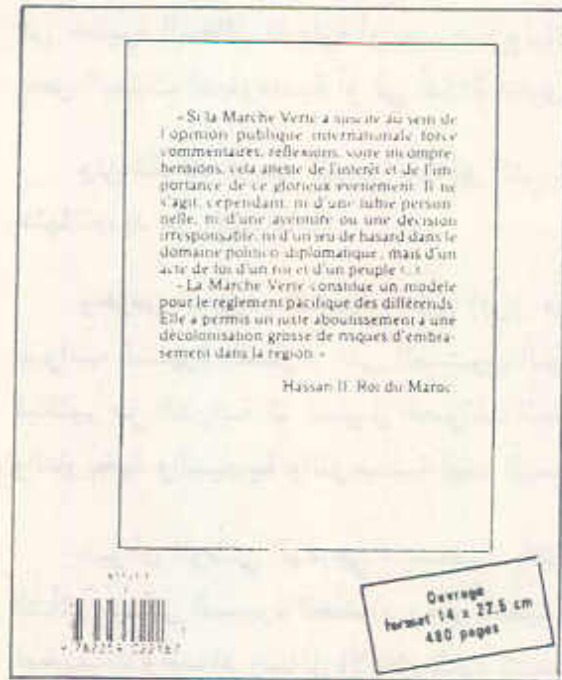 «Si la Marche Verte a suscité au sein de
l'opinion publique internationale force
commentaires, réflexions, voire incompré-
hensions, cela atteste de l'intérêt et de l'im-
portance de ce glorieux événement. Il ne
s'agit, cependant, ni d'une lubie person-
nelle, ni d'une aventure ou une décision
irresponsable, ni d'un jeu de hasard dans le
domaine politico-diplomatique, mais d'un
acte de foi d'un roi et d'un peuple (...)
«La Marche Verte constitue un modèle
pour le règlement pacifique des différends.
Elle a permis un juste aboutissement à une
décolonisation grosse de risques d'embra-
sement dans la région.»
Hassan II, Roi du Maroc
Ouvrage
format 14 x 22,5 cm
480 pages